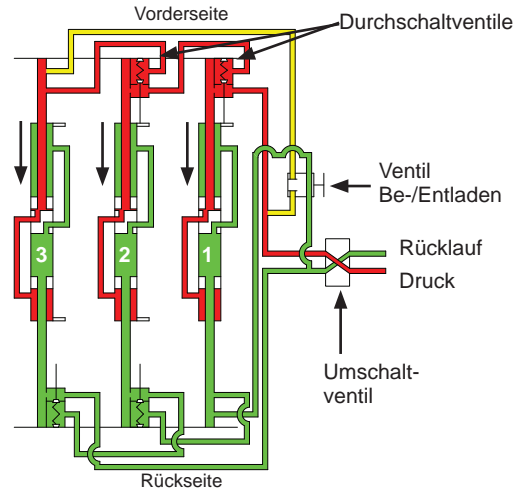 Vorderseite
Durchschaltventile
Ventil
Be-/Entladen
3
2
1
Rücklauf
Druck
Umschalt-
ventil
Rückseite